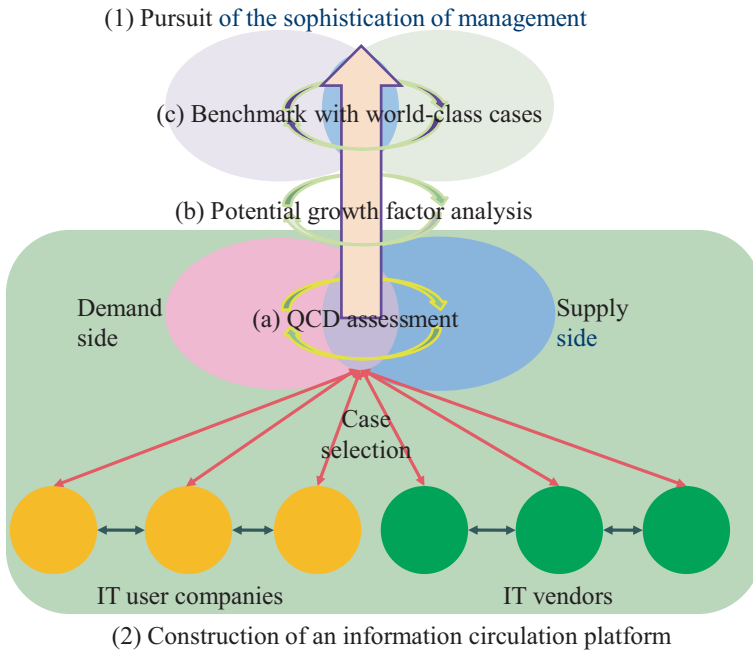 (1) Pursuit of the sophistication of management
(c) Benchmark with world-class cases
(b) Potential growth factor analysis
Demand
side
(a) QCD assessment
Supply
side
Case
selection
IT user companies
IT vendors
(2) Construction of an information circulation platform